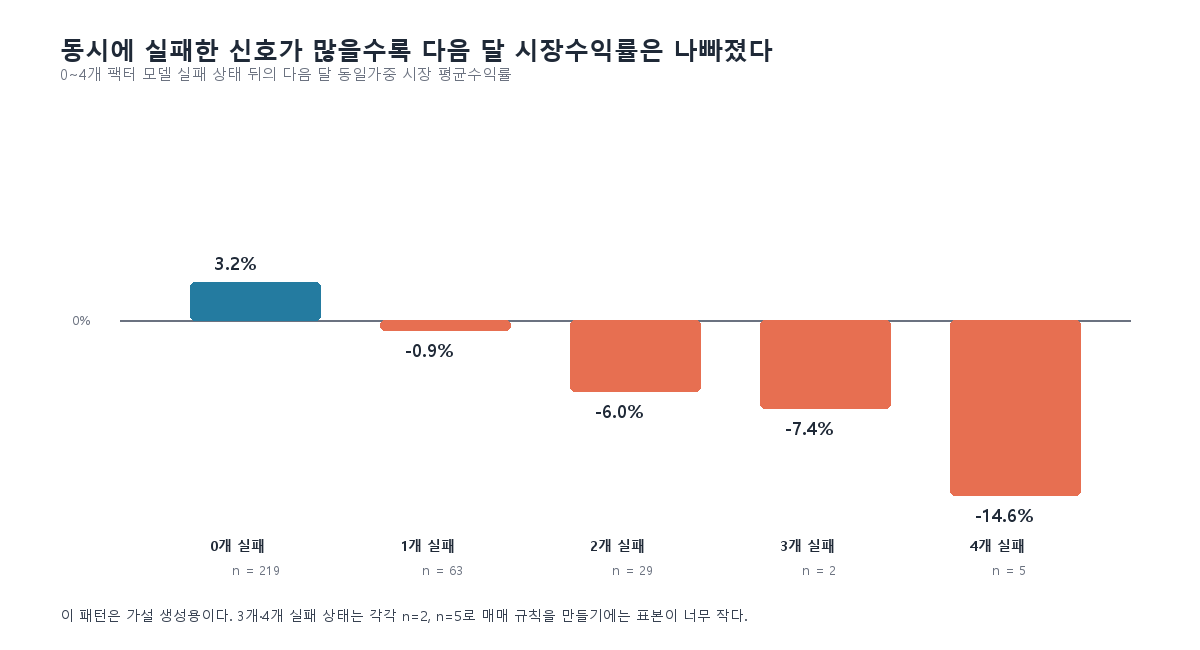 동시에 실패한 신호가 많을수록 다음 달 시장수익률은 나빠졌다
0~4개 팩터 모델 실패 상태 뒤의 다음 달 동일가중 시장 평균수익률
3.2%
0%
-0.9%
-6.0%
-7.4%
-14.6%
0개 실패 1개 실패 2개 실패 3개 실패 4개 실패
n = 219 n = 63 n = 29 n = 2 n = 5
이 패턴은 가설 생성용이다. 3개·4개 실패 상태는 각각 n=2, n=5로 매매 규칙을 만들기에는 표본이 너무 작다.